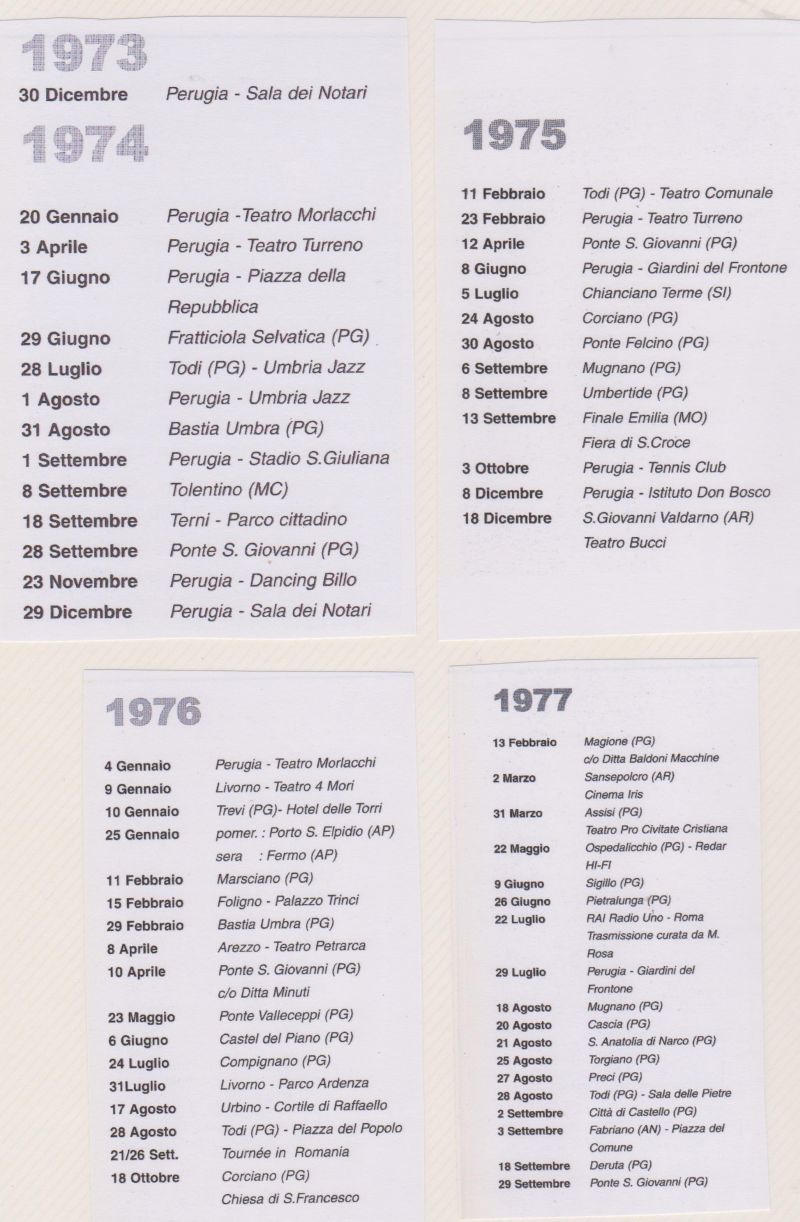 1973
30 Dicembre Perugia - Sala dei Notari
1974
20 Gennaio Perugia -Teatro Morlacchi
3 Aprile Perugia - Teatro Turreno
17 Giugno Perugia - Piazza della
Repubblica
29 Giugno Fratticiola Selvatica (PG)
28 Luglio Todi (PG) - Umbria Jazz
1 Agosto Perugia - Umbria Jazz
31 Agosto Bastia Umbra (PG)
1 Settembre Perugia - Stadio S.Giuliana
8 Settembre Tolentino (MC)
18 Settembre Terni - Parco cittadino
28 Settembre Ponte S. Giovanni (PG)
23 Novembre Perugia - Dancing Billo
29 Dicembre Perugia - Sala dei Notari
1975
11 Febbraio Todi (PG) - Teatro Comunale
23 Febbraio Perugia - Teatro Turreno
12 Aprile Ponte S. Giovanni (PG)
8 Giugno Perugia - Giardini del Frontone
5 Luglio Chianciano Terme (SI)
24 Agosto Corciano (PG)
30 Agosto Ponte Felcino (PG)
6 Settembre Mugnano (PG)
8 Settembre Umbertide (PG)
13 Settembre Finale Emilia (MO)
Fiera di S.Croce
3 Ottobre Perugia - Tennis Club
8 Dicembre Perugia - Istituto Don Bosco
18 Dicembre S.Giovanni Valdarno (AR)
Teatro Bucci
1976
4 Gennaio Perugia - Teatro Morlacchi
9 Gennaio Livorno - Teatro 4 Mori
10 Gennaio Trevi (PG)- Hotel delle Torri
25 Gennaio pomer. : Porto S. Elpidio (AP)
sera : Fermo (AP)
11 Febbraio Marsciano (PG)
15 Febbraio Foligno - Palazzo Trinci
29 Febbraio Bastia Umbra (PG)
8 Aprile Arezzo - Teatro Petrarca
10 Aprile Ponte S. Giovanni (PG)
c/o Ditta Minuti
23 Maggio Ponte Valleceppi (PG)
6 Giugno Castel del Piano (PG)
24 Luglio Compignano (PG)
31Luglio Livorno - Parco Ardenza
17 Agosto Urbino - Cortile di Raffaello
28 Agosto Todi (PG) - Piazza del Popolo
21/26 Sett. Tournée in Romania
18 Ottobre Corciano (PG)
Chiesa di S.Francesco
1977
13 Febbraio Magione (PG)
c/o Ditta Baldoni Macchine
2 Marzo Sansepolcro (AR)
Cinema Iris
31 Marzo Assisi (PG)
Teatro Pro Civitate Cristiana
22 Maggio Ospedalicchio (PG) - Redar
HI-FI
9 Giugno Sigillo (PG)
26 Giugno Pietralunga (PG)
22 Luglio RAI Radio Uno - Roma
Trasmissione curata da M.
Rosa
29 Luglio Perugia - Giardini del
Frontone
18 Agosto Mugnano (PG)
20 Agosto Cascia (PG)
21 Agosto S. Anatolia di Narco (PG)
25 Agosto Torgiano (PG)
27 Agosto Preci (PG)
28 Agosto Todi (PG) - Sala delle Pietre
2 Settembre Città di Castello (PG)
3 Settembre Fabriano (AN) - Piazza del
Comune
18 Settembre Deruta (PG)
29 Settembre Ponte S. Giovanni (PG)